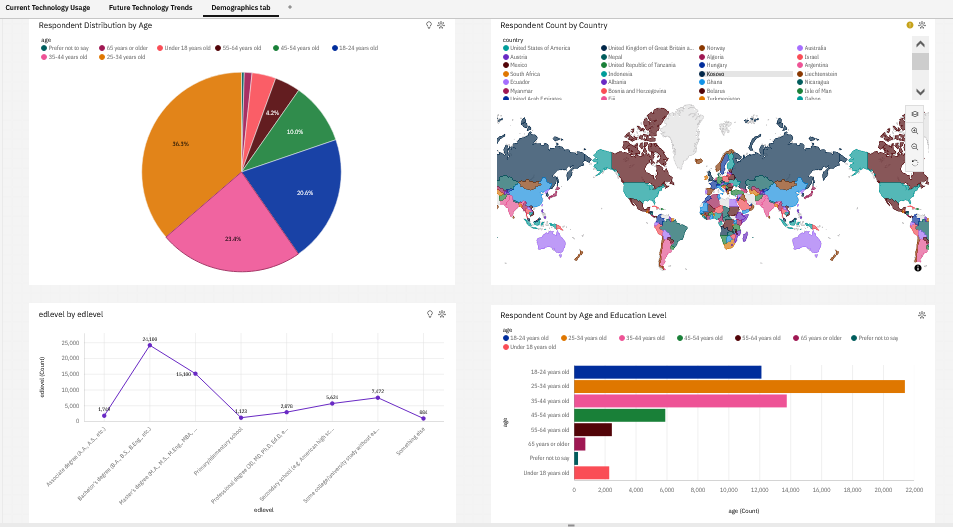 Current Technology Usage
Future Technology Trends
Demographics tab
Respondent Distribution by Age
age
Prefer not to say
65 years or older
Under 18 years old
55-64 years old
45-54 years old
18-24 years old
35-44 years old
25-34 years old
4.2%
10.0%
20.6%
23.4%
36.3%
Respondent Count by Country
country
United States of America
United Kingdom of Great Britain a...
Norway
Australia
Austria
Nepal
Algeria
Israel
Mexico
United Republic of Tanzania
Hungary
Argentina
South Africa
Indonesia
Kosovo
Liechtenstein
Ecuador
Albania
Ghana
Nicaragua
Myanmar
Bosnia and Herzegovina
Belarus
Isle of Man
United Arab Emirates
Fiji
Turkmenistan
Gabon
edlevel by edlevel
edlevel (Count)
25,000
20,000
15,000
10,000
5,000
0
24,188
2,878
5,621
7,472
Associate degree (A.A., A.S., etc.)
Bachelor's degree (B.A., B.S., B.Eng., etc.)
Master's degree (M.A., M.S., M.Eng., MBA, ...
Primary/elementary school
Professional degree (JD, MD, Ph.D, Ed.D, e...
Secondary school (e.g. American high sc...
Some college/university study without ea...
Something else
edlevel
Respondent Count by Age and Education Level
age
18-24 years old
25-34 years old
35-44 years old
45-54 years old
55-64 years old
65 years or older
Prefer not to say
Under 18 years old
age
18-24 years old
25-34 years old
35-44 years old
45-54 years old
55-64 years old
65 years or older
Prefer not to say
Under 18 years old
0
2,000
4,000
6,000
8,000
10,000
12,000
14,000
16,000
18,000
20,000
22,000
age (Count)